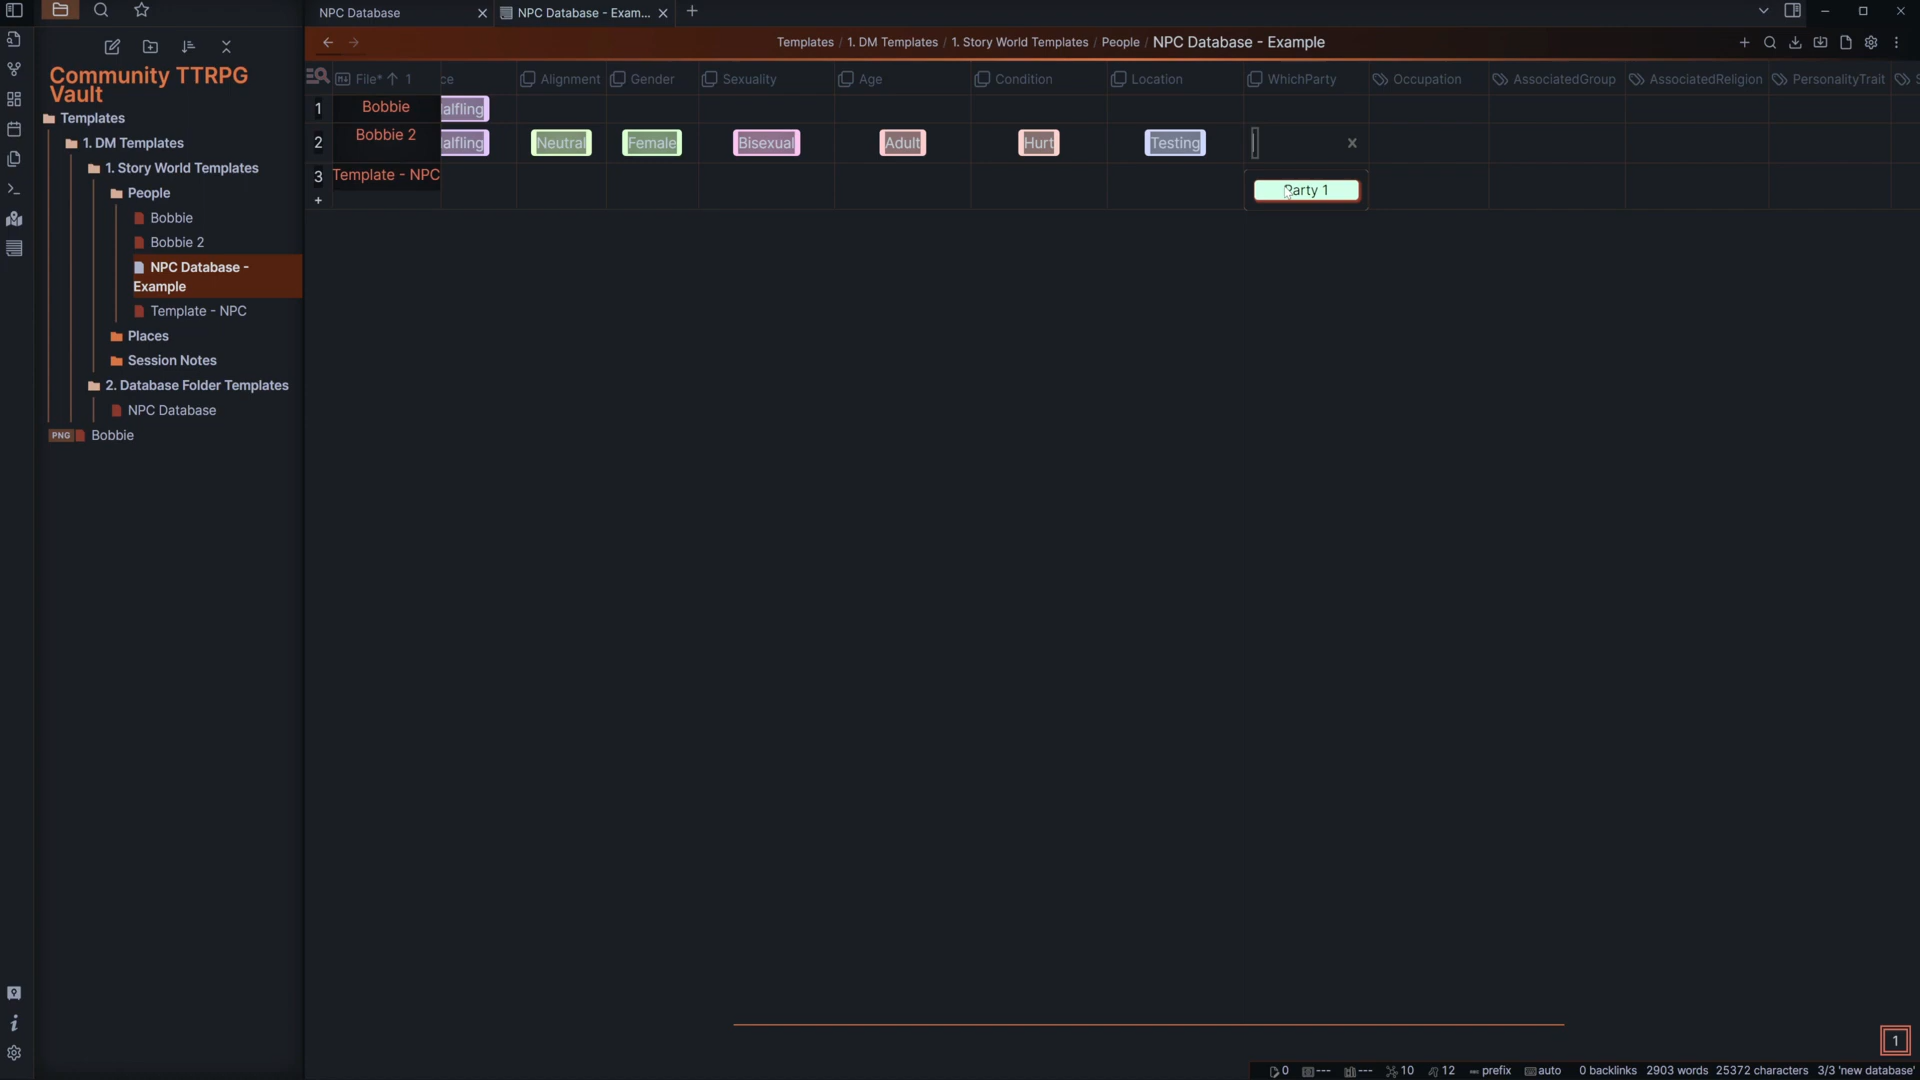 NPC Database
NPC Database - Exam...
Templates / 1. DM Templates / 1. Story World Templates / People / NPC Database - Example
Community TTRPG
Vault
Templates
1. DM Templates
1. Story World Templates
People
Bobbie
Bobbie 2
NPC Database -
Example
Template - NPC
Places
Session Notes
2. Database Folder Templates
NPC Database
PNG Bobbie
File* 1 ce Alignment Gender Sexuality Age Condition Location WhichParty Occupation AssociatedGroup AssociatedReligion PersonalityTrait
1 Bobbie alfling
2 Bobbie 2 alfling Neutral Female Bisexual Adult Hurt Testing x
3 Template - NPC
+
Party 1
1
0 --- --- 10 12 prefix auto 0 backlinks 2903 words 25372 characters 3/3 'new database'